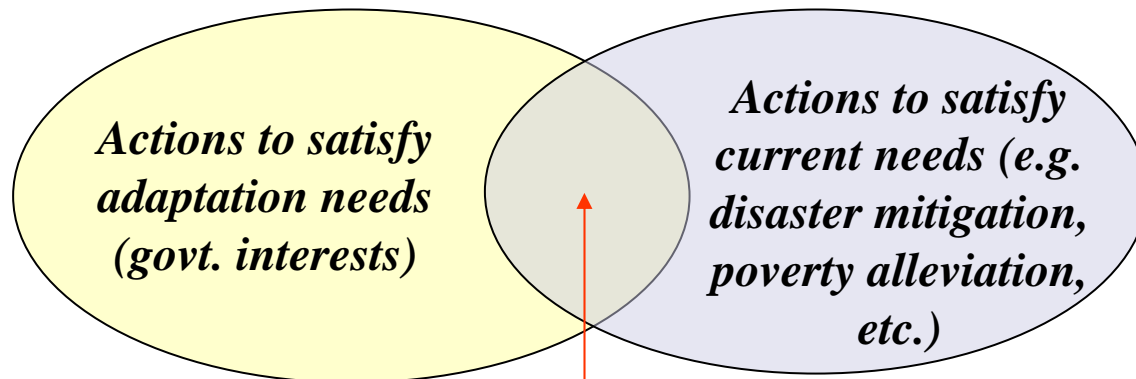 Actions to satisfy
adaptation needs
(govt. interests)
Actions to satisfy
current needs (e.g.
disaster mitigation,
poverty alleviation,
etc.)